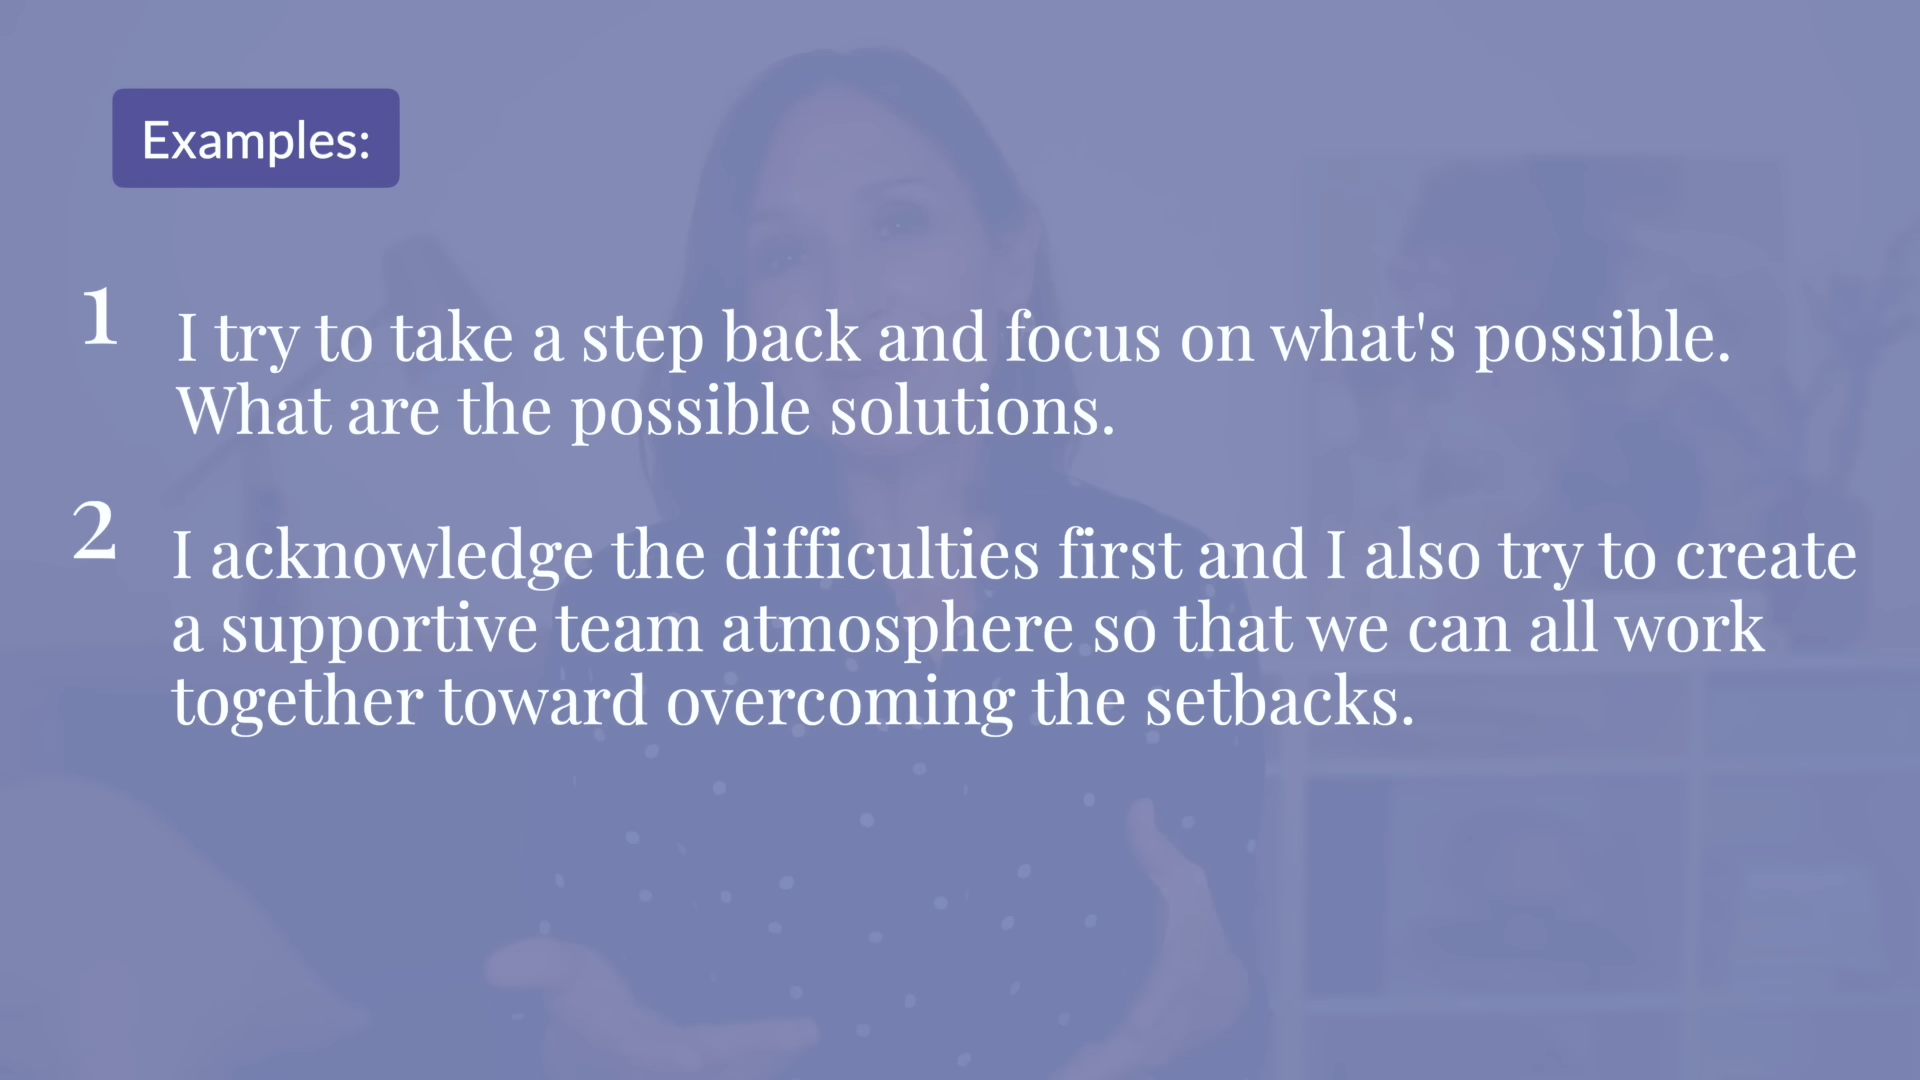 Examples:
1
I try to take a step back and focus on what's possible.
What are the possible solutions.
2
I acknowledge the difficulties first and I also try to create
a supportive team atmosphere so that we can all work
together toward overcoming the setbacks.